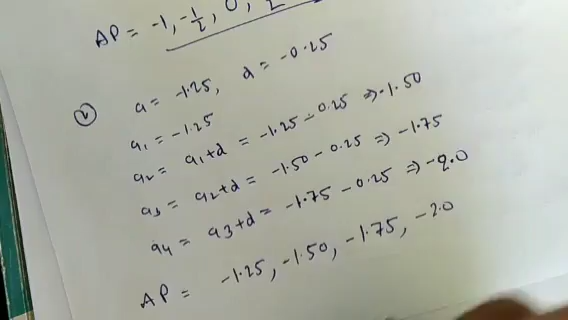 AP = -1, -1/2, 0, 1/2
(v) a = -1.25, d = -0.25
a1 = -1.25
a2 = a1+d = -1.25 - 0.25 => -1.50
a3 = a2+d = -1.50 - 0.25 => -1.75
a4 = a3+d = -1.75 - 0.25 => -2.0
AP = -1.25, -1.50, -1.75, -2.0